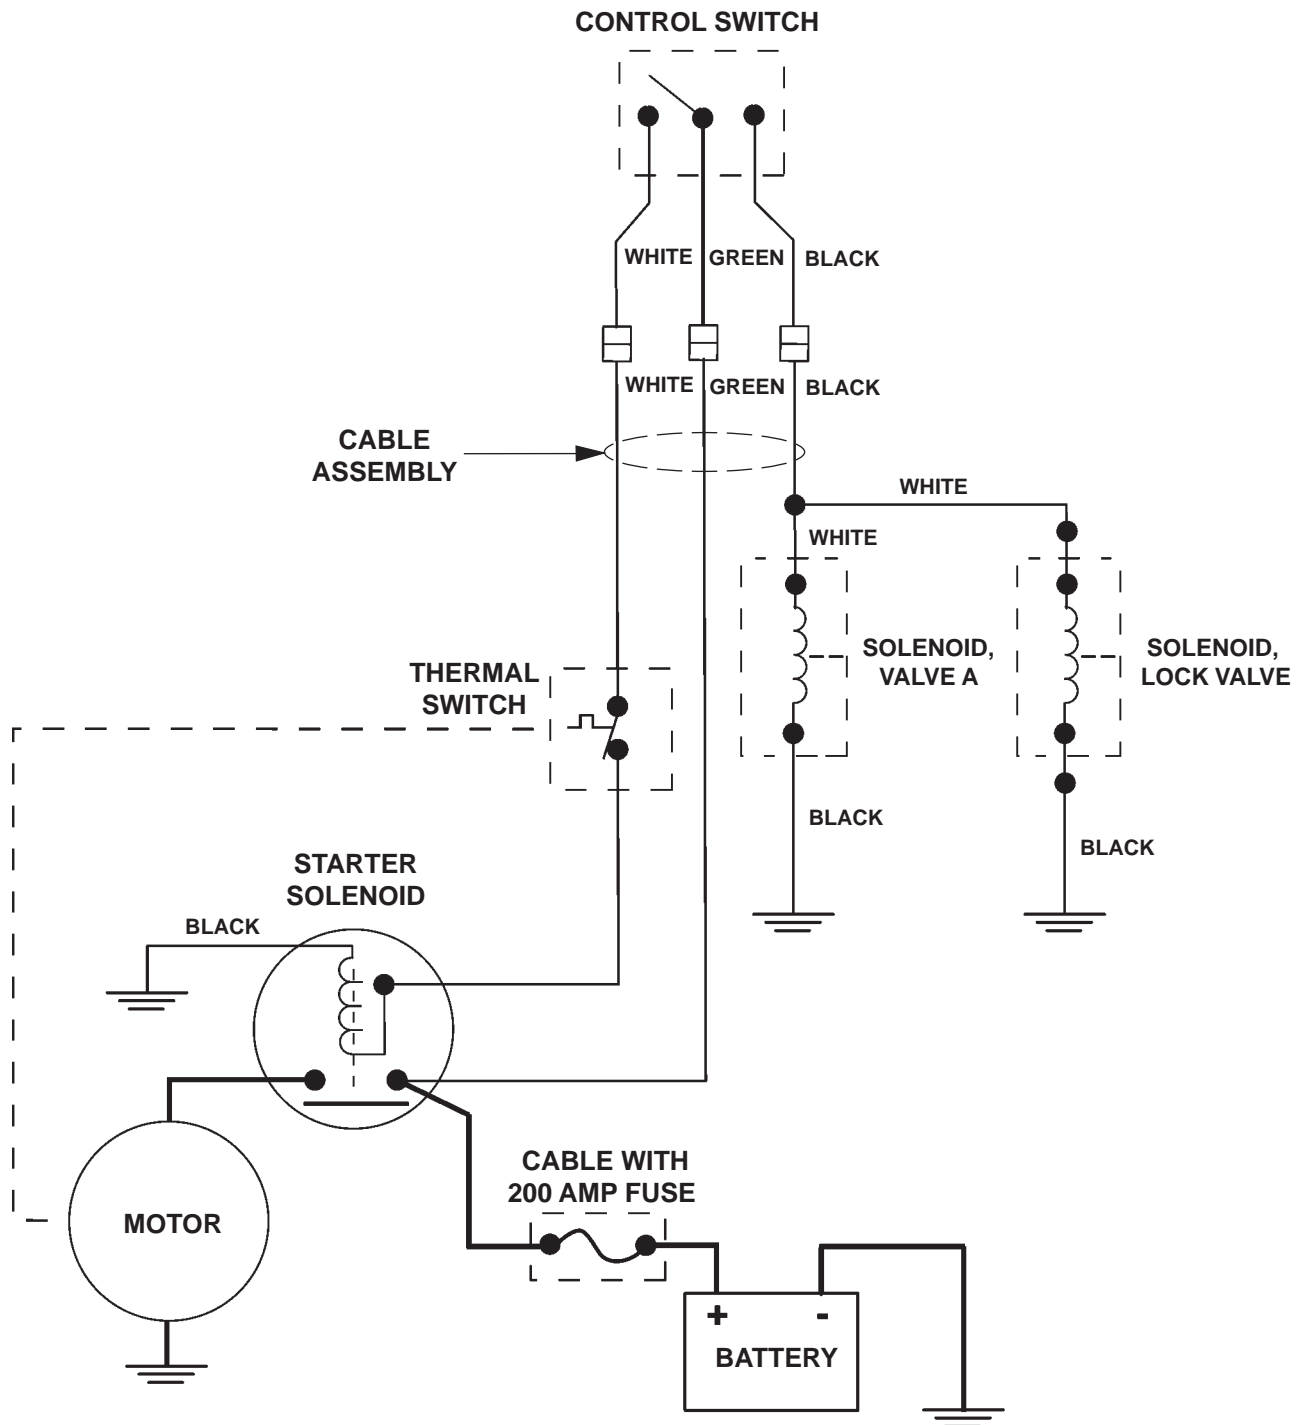 CONTROL SWITCH
WHITE
GREEN
BLACK
WHITE
GREEN
BLACK
CABLE
ASSEMBLY
WHITE
WHITE
THERMAL
SWITCH
SOLENOID,
VALVE A
SOLENOID,
LOCK VALVE
BLACK
BLACK
STARTER
SOLENOID
BLACK
CABLE WITH
200 AMP FUSE
MOTOR
+
-
BATTERY